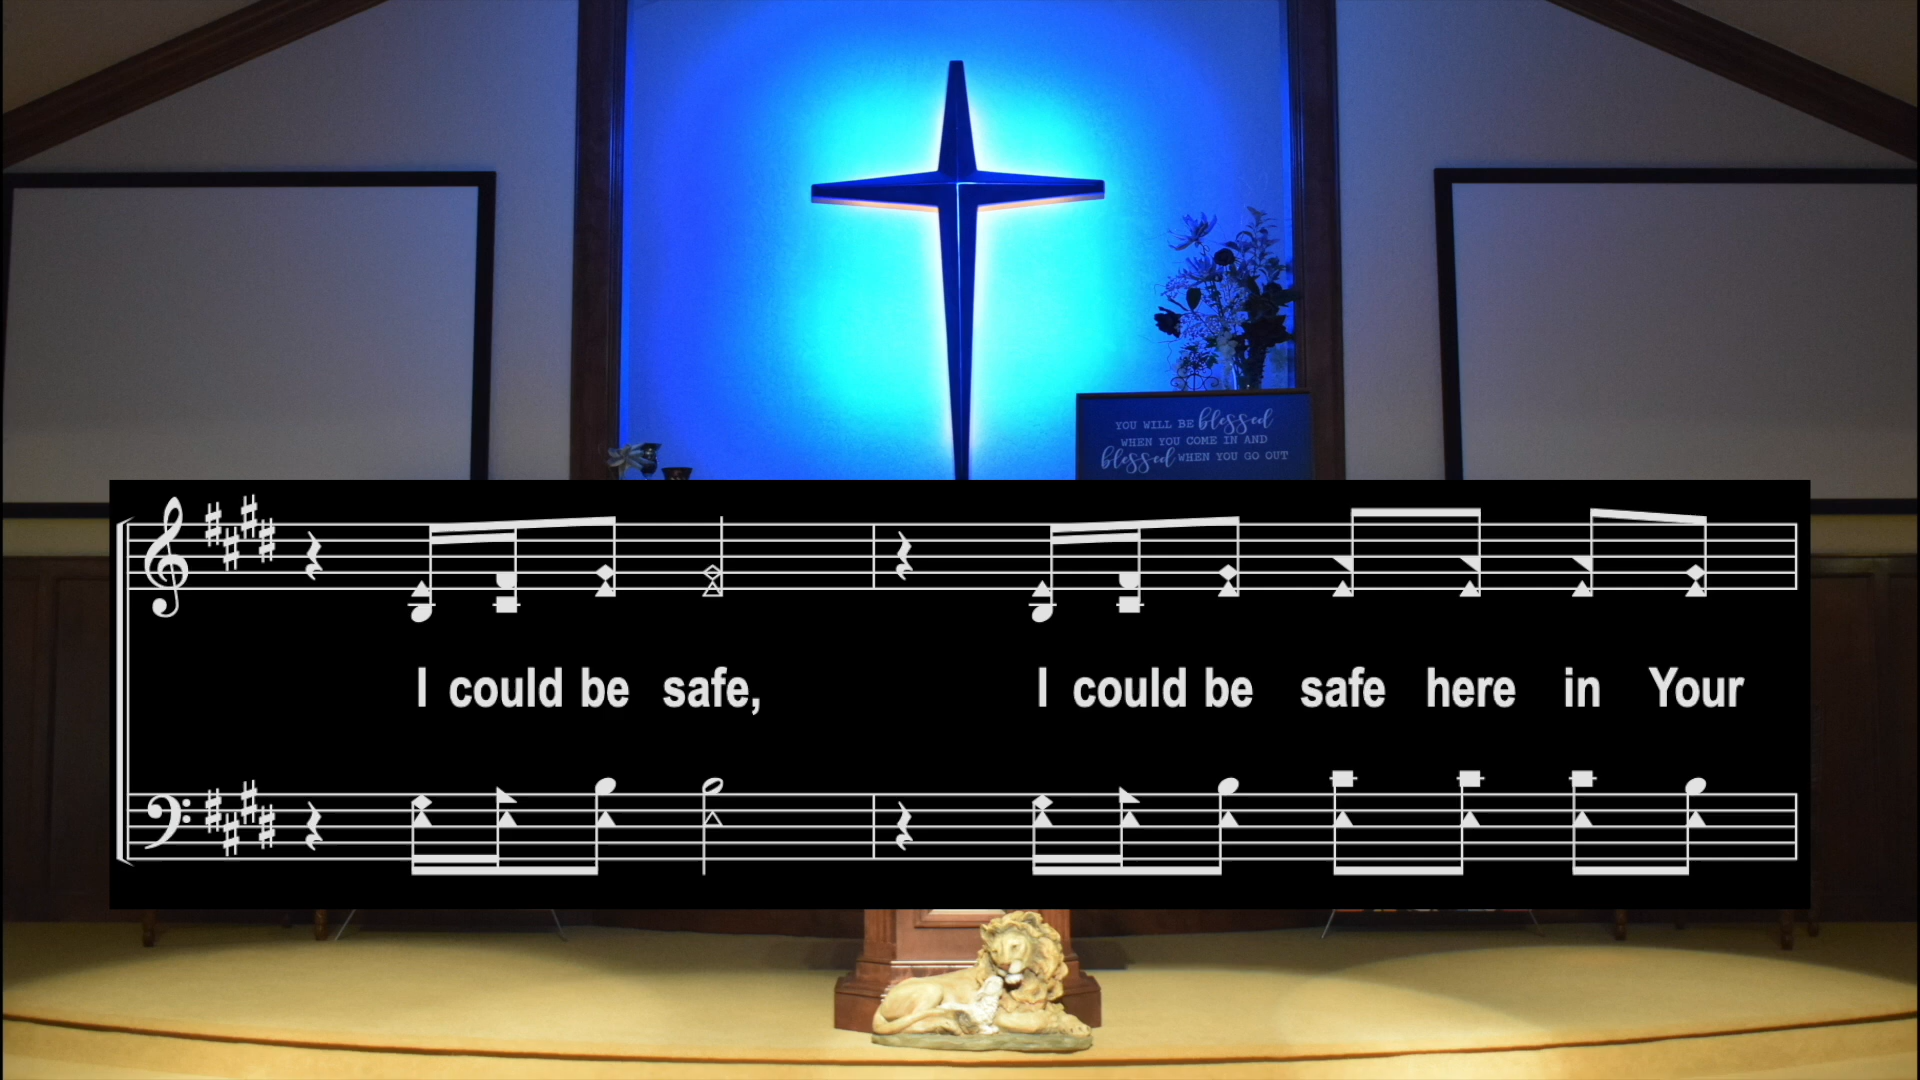 YOU WILL BE blessed
WHEN YOU COME IN AND
blessed WHEN YOU GO OUT
I could be safe, I could be safe here in Your